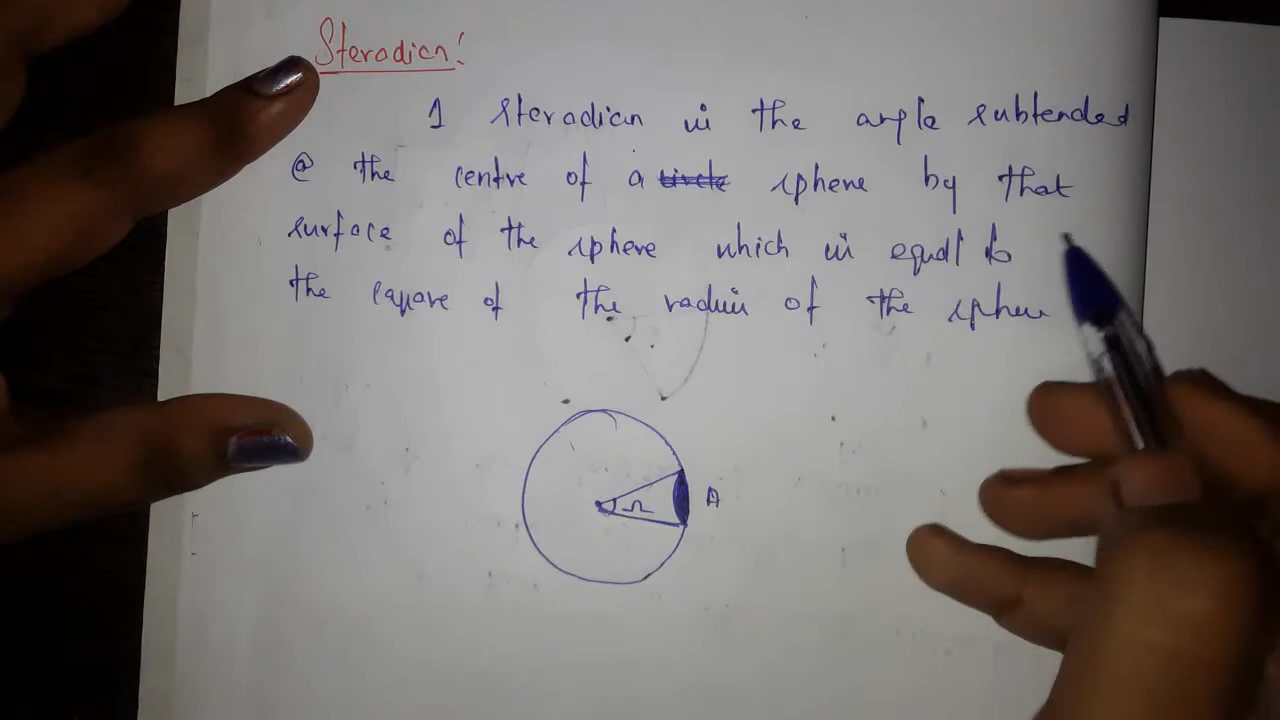 Steradian:
1 steradian is the angle subtended
@ the centre of a circle sphere by that
surface of the sphere which is equal to
the square of the radius of the sphere
Ω A